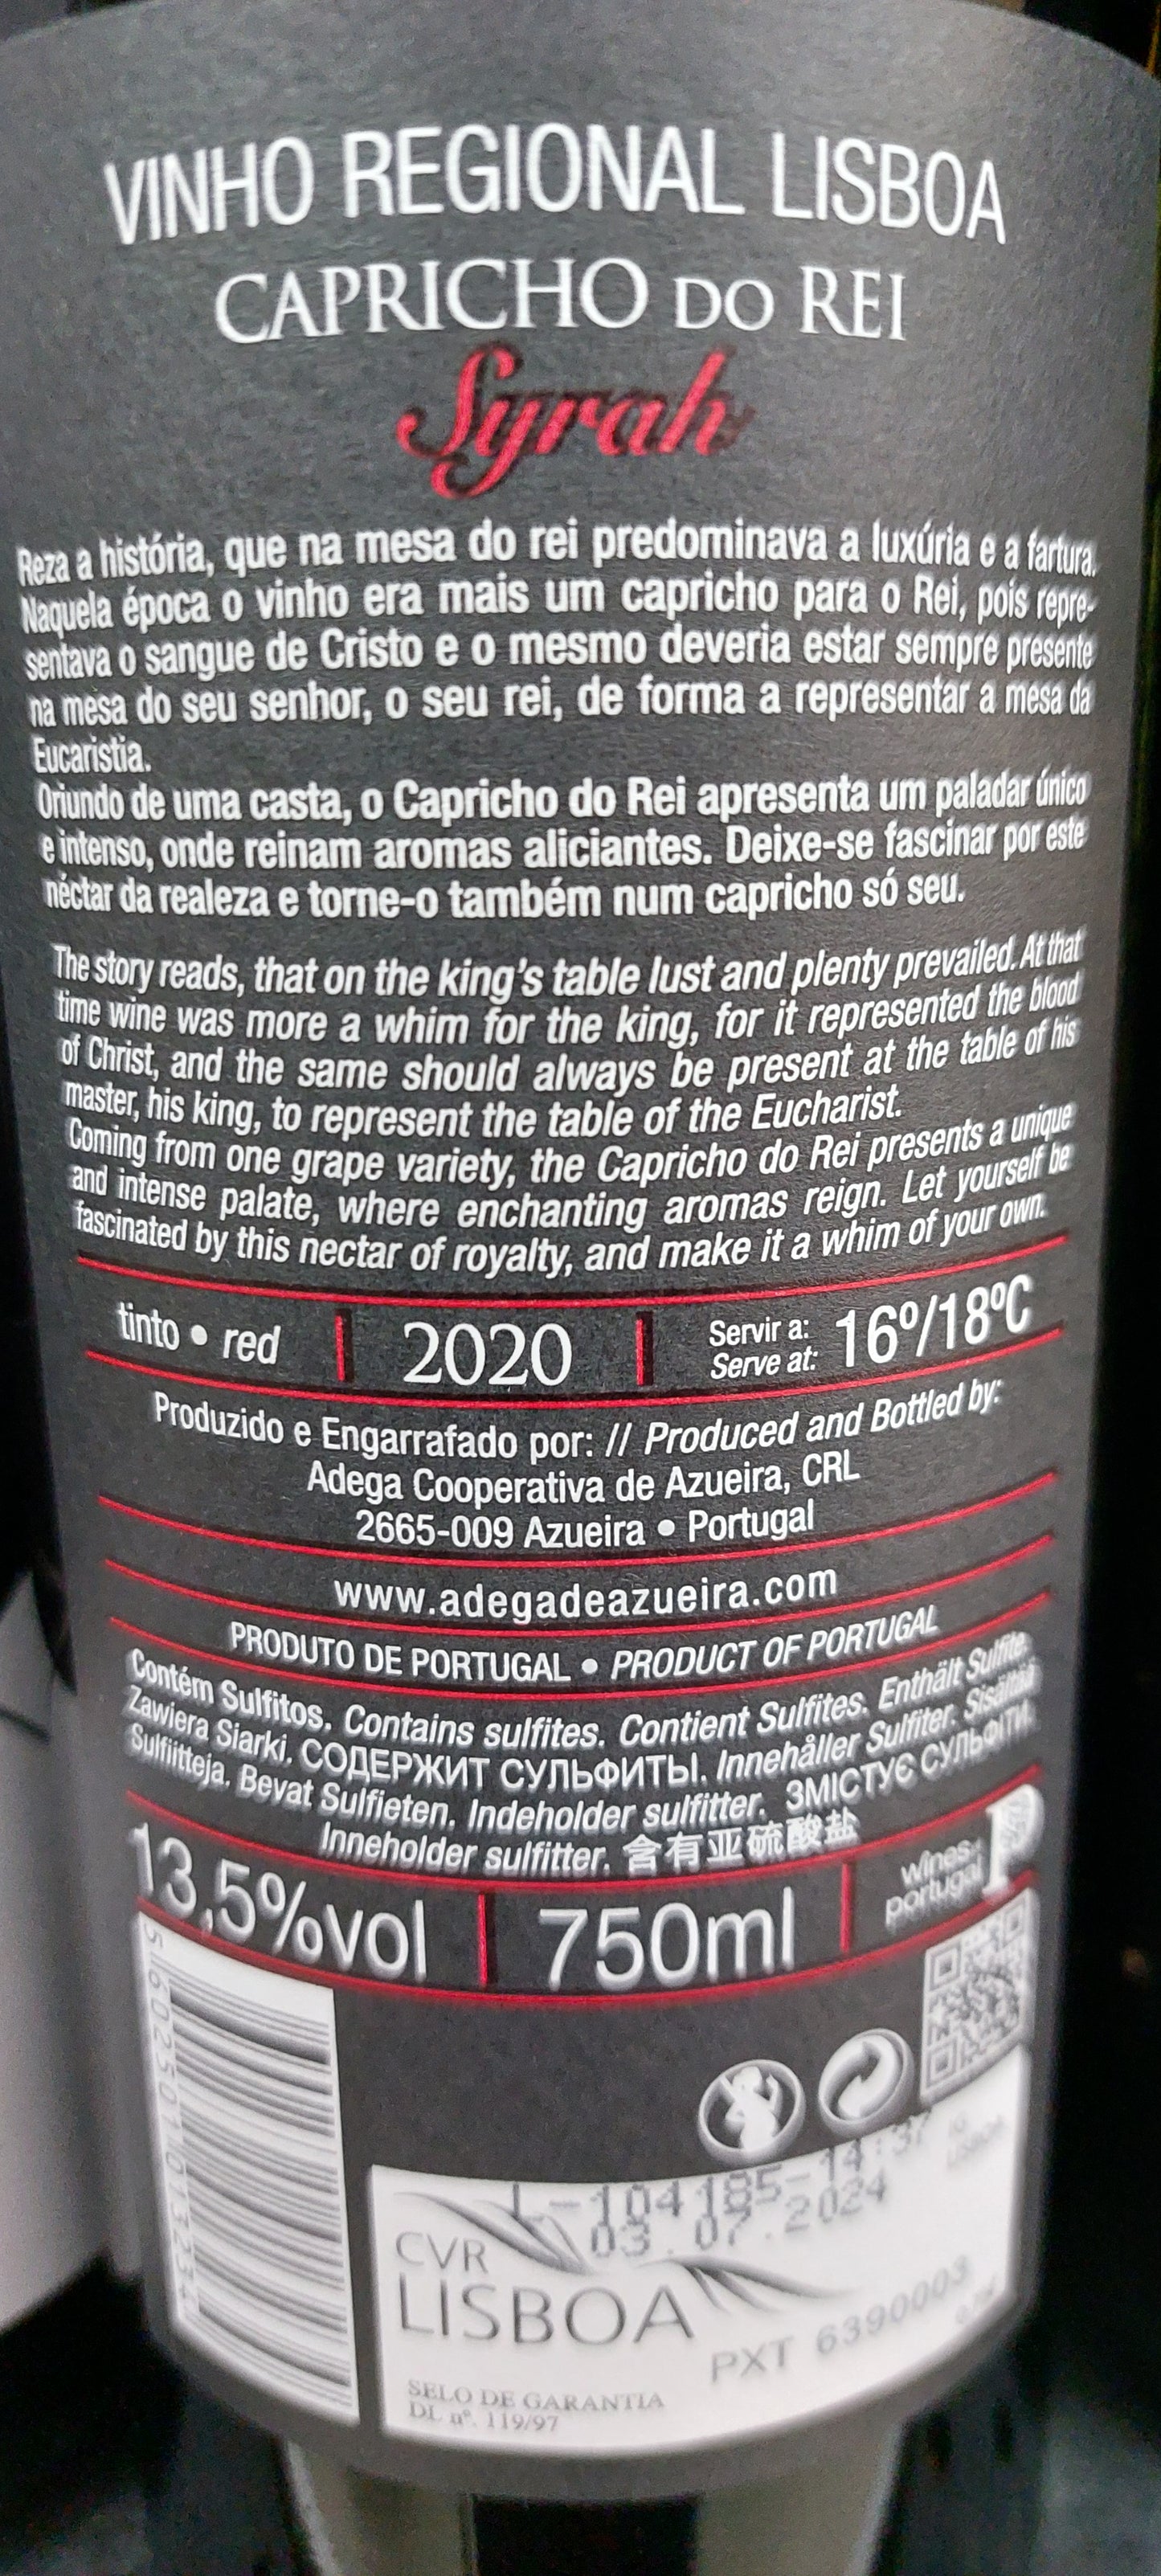 VINHO REGIONAL LISBOA
CAPRICHO DO REI
Syrah
Reza a história, que na mesa do rei predominava a luxúria e a fartura.
Naquela época o vinho era mais um capricho para o Rei, pois repre-
sentava o sangue de Cristo e o mesmo deveria estar sempre presente
na mesa do seu senhor, o seu rei, de forma a representar a mesa da
Eucaristia.
Oriundo de uma casta, o Capricho do Rei apresenta um paladar único
e intenso, onde reinam aromas aliciantes. Deixe-se fascinar por este
néctar da realeza e torne-o também num capricho só seu.
The story reads, that on the king's table lust and plenty prevailed. At that
time wine was more a whim for the king, for it represented the blood
of Christ, and the same should always be present at the table of his
master, his king, to represent the table of the Eucharist.
Coming from one grape variety, the Capricho do Rei presents a unique
and intense palate, where enchanting aromas reign. Let yourself be
fascinated by this nectar of royalty, and make it a whim of your own.
tinto • red
2020
Servir a:
Serve at:
16º/18ºC
Produzido e Engarrafado por: // Produced and Bottled by:
Adega Cooperativa de Azueira, CRL
2665-009 Azueira • Portugal
www.adegadeazueira.com
PRODUTO DE PORTUGAL • PRODUCT OF PORTUGAL
Contém Sulfitos. Contains sulfites. Contient Sulfites. Enthält Sulfite.
Zawiera Siarki. СОДЕРЖИТ СУЛЬФИТЫ. Innehåller Sulfiter. Sisältää
Sulfiitteja. Bevat Sulfieten. Indeholder sulfitter. ЗМІСТУЄ СУЛЬФІТИ.
Inneholder sulfitter. 含有亚硫酸盐
13,5%vol
750ml
wines of
portugal
L-104185-14:37
03.07.2024
CVR
LISBOA
PXT 6390003
SELO DE GARANTIA
DL nº. 119/97